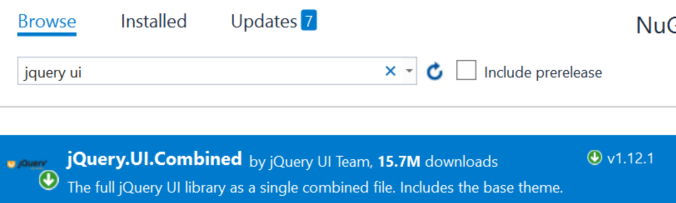 Browse Installed Updates 7 NuG
jquery ui Include prerelease
jQuery
jQuery.UI.Combined by jQuery UI Team, 15.7M downloads v1.12.1
The full jQuery UI library as a single combined file. Includes the base theme.